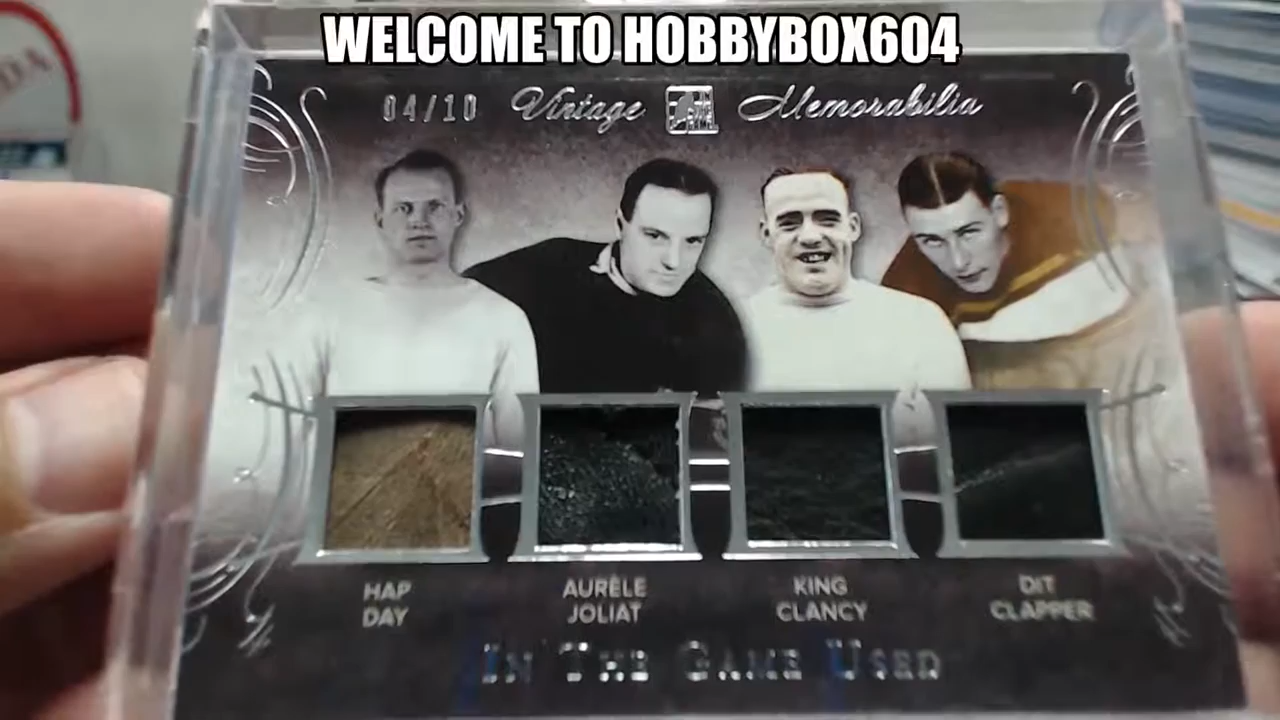 WELCOME TO HOBBYBOX604
04/10 Vintage Memorabilia
HAP DAY
AURÈLE JOLIAT
KING CLANCY
DIT CLAPPER
IN THE GAME USED